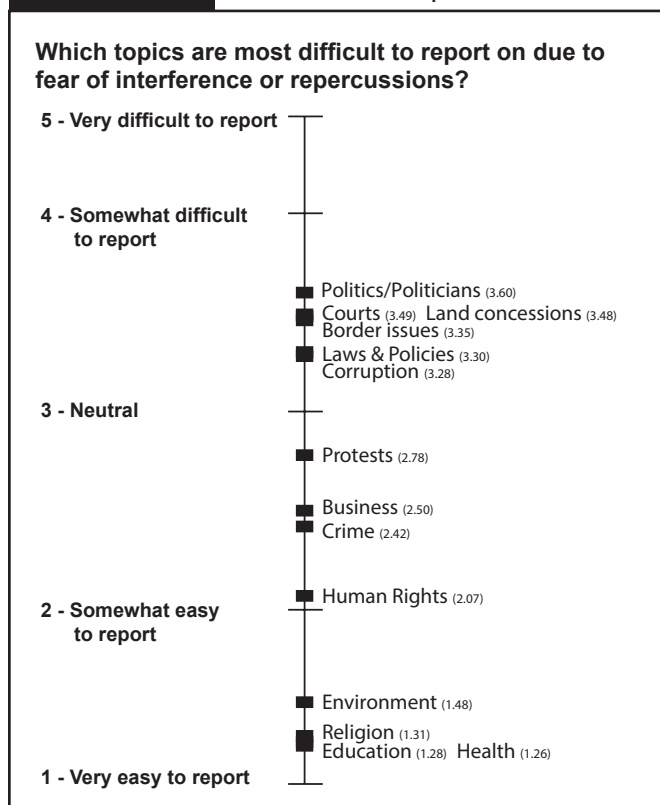 Which topics are most difficult to report on due to
fear of interference or repercussions?
5 - Very difficult to report
4 - Somewhat difficult
to report
Politics/Politicians (3.60)
Courts (3.49) Land concessions (3.48)
Border issues (3.35)
Laws & Policies (3.30)
Corruption (3.28)
3 - Neutral
Protests (2.78)
Business (2.50)
Crime (2.42)
Human Rights (2.07)
2 - Somewhat easy
to report
Environment (1.48)
Religion (1.31)
Education (1.28) Health (1.26)
1 - Very easy to report